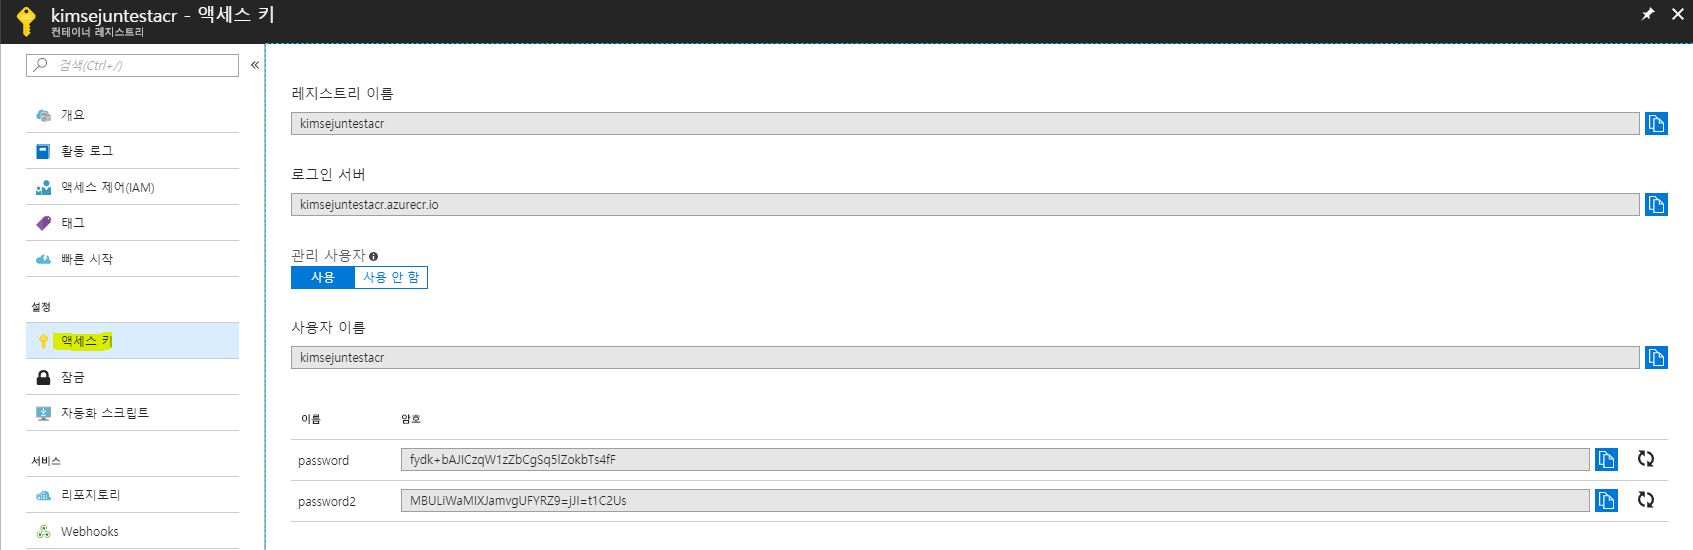 kimsejuntestacr - 액세스 키
컨테이너 레지스트리
검색(Ctrl+/)
«
개요
활동 로그
액세스 제어(IAM)
태그
빠른 시작
설정
액세스 키
잠금
자동화 스크립트
서비스
리포지토리
Webhooks
레지스트리 이름
kimsejuntestacr
로그인 서버
kimsejuntestacr.azurecr.io
관리 사용자
사용 사용 안 함
사용자 이름
kimsejuntestacr
이름 암호
password fydk+bAJICzqW1zZbCgSq5lZokbTs4fF
password2 MBULiWaMIXJamvgUFYRZ9=jJI=t1C2Us